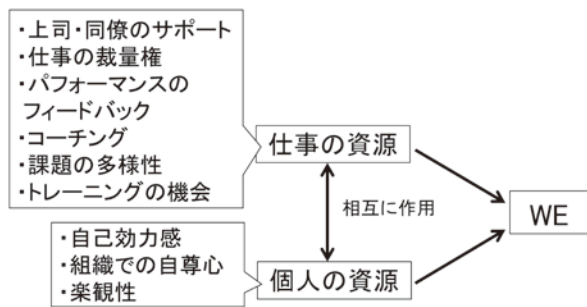 ・上司・同僚のサポート
・仕事の裁量権
・パフォーマンスの
フィードバック
・コーチング
・課題の多様性
・トレーニングの機会
仕事の資源
相互に作用
WE
・自己効力感
・組織での自尊心
・楽観性
個人の資源